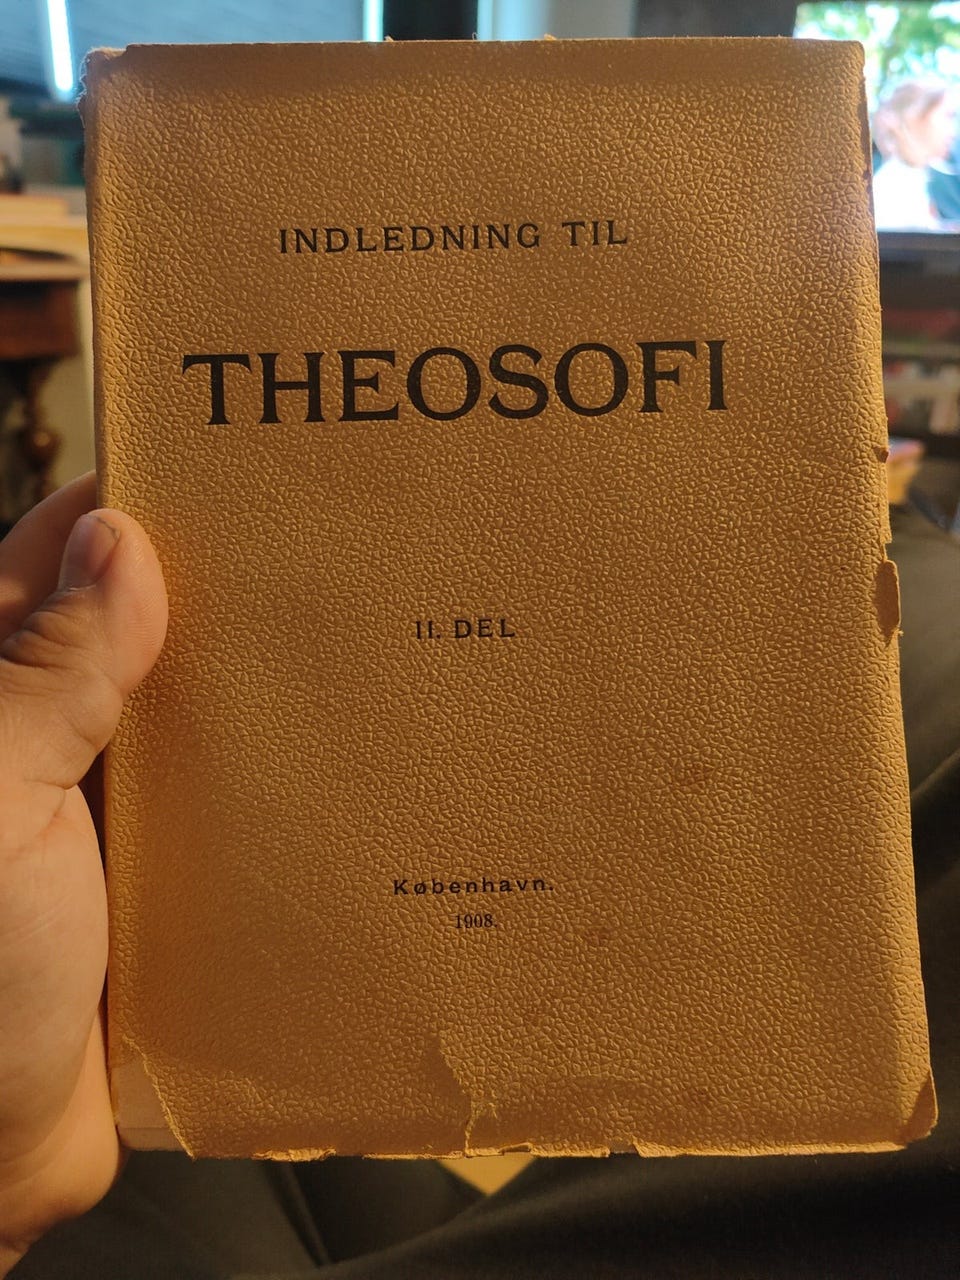 INDLEDNING TIL
THEOSOFI
II. DEL
København.
1908.